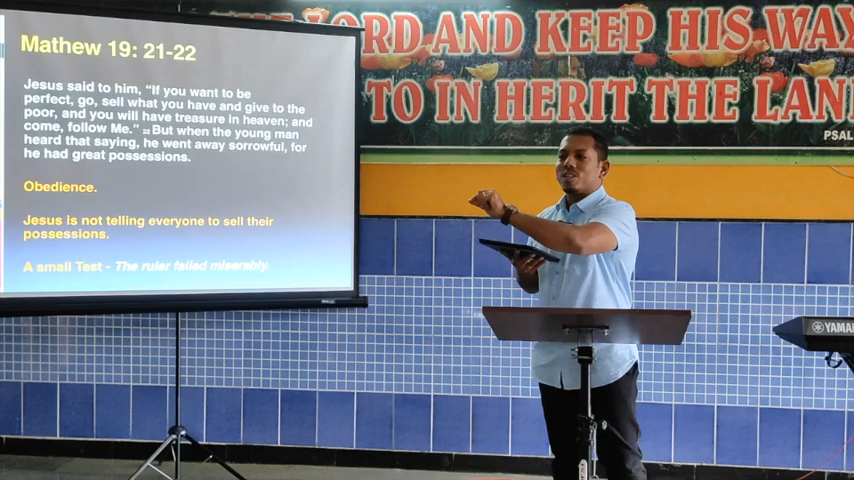 Mathew 19: 21-22
Jesus said to him, “If you want to be
perfect, go, sell what you have and give to the
poor, and you will have treasure in heaven; and
come, follow Me.” 22 But when the young man
heard that saying, he went away sorrowful, for
he had great possessions.
Obedience.
Jesus is not telling everyone to sell their
possessions.
A small Test - The ruler failed miserably.
LORD AND KEEP HIS WAY
TO IN HERIT THE LAN
PSAL
YAMA